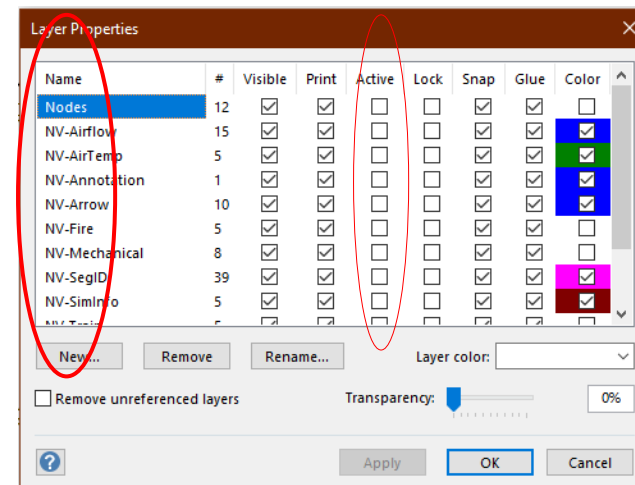 Layer Properties
Name # Visible Print Active Lock Snap Glue Color
Nodes 12
NV-Airflow 15
NV-AirTemp 5
NV-Annotation 1
NV-Arrow 10
NV-Fire 5
NV-Mechanical 8
NV-SegID 39
NV-SimInfo 5
New... Remove Rename... Layer color:
Remove unreferenced layers Transparency: 0%
? Apply OK Cancel